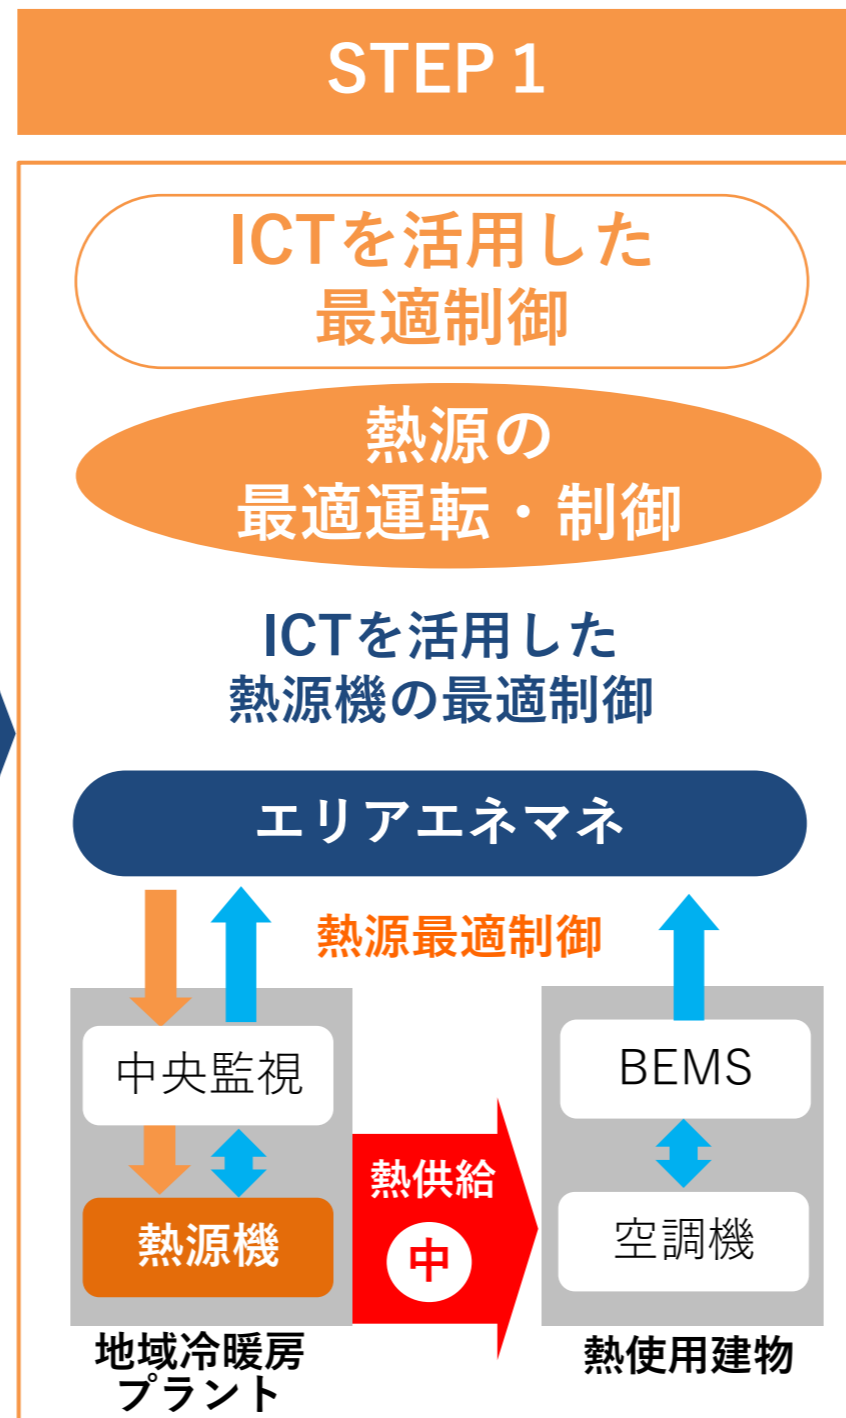 STEP 1
ICTを活用した
最適制御
熱源の
最適運転・制御
ICTを活用した
熱源機の最適制御
エリアエネマネ
熱源最適制御
中央監視
BEMS
熱供給
中
熱源機
空調機
地域冷暖房
プラント
熱使用建物